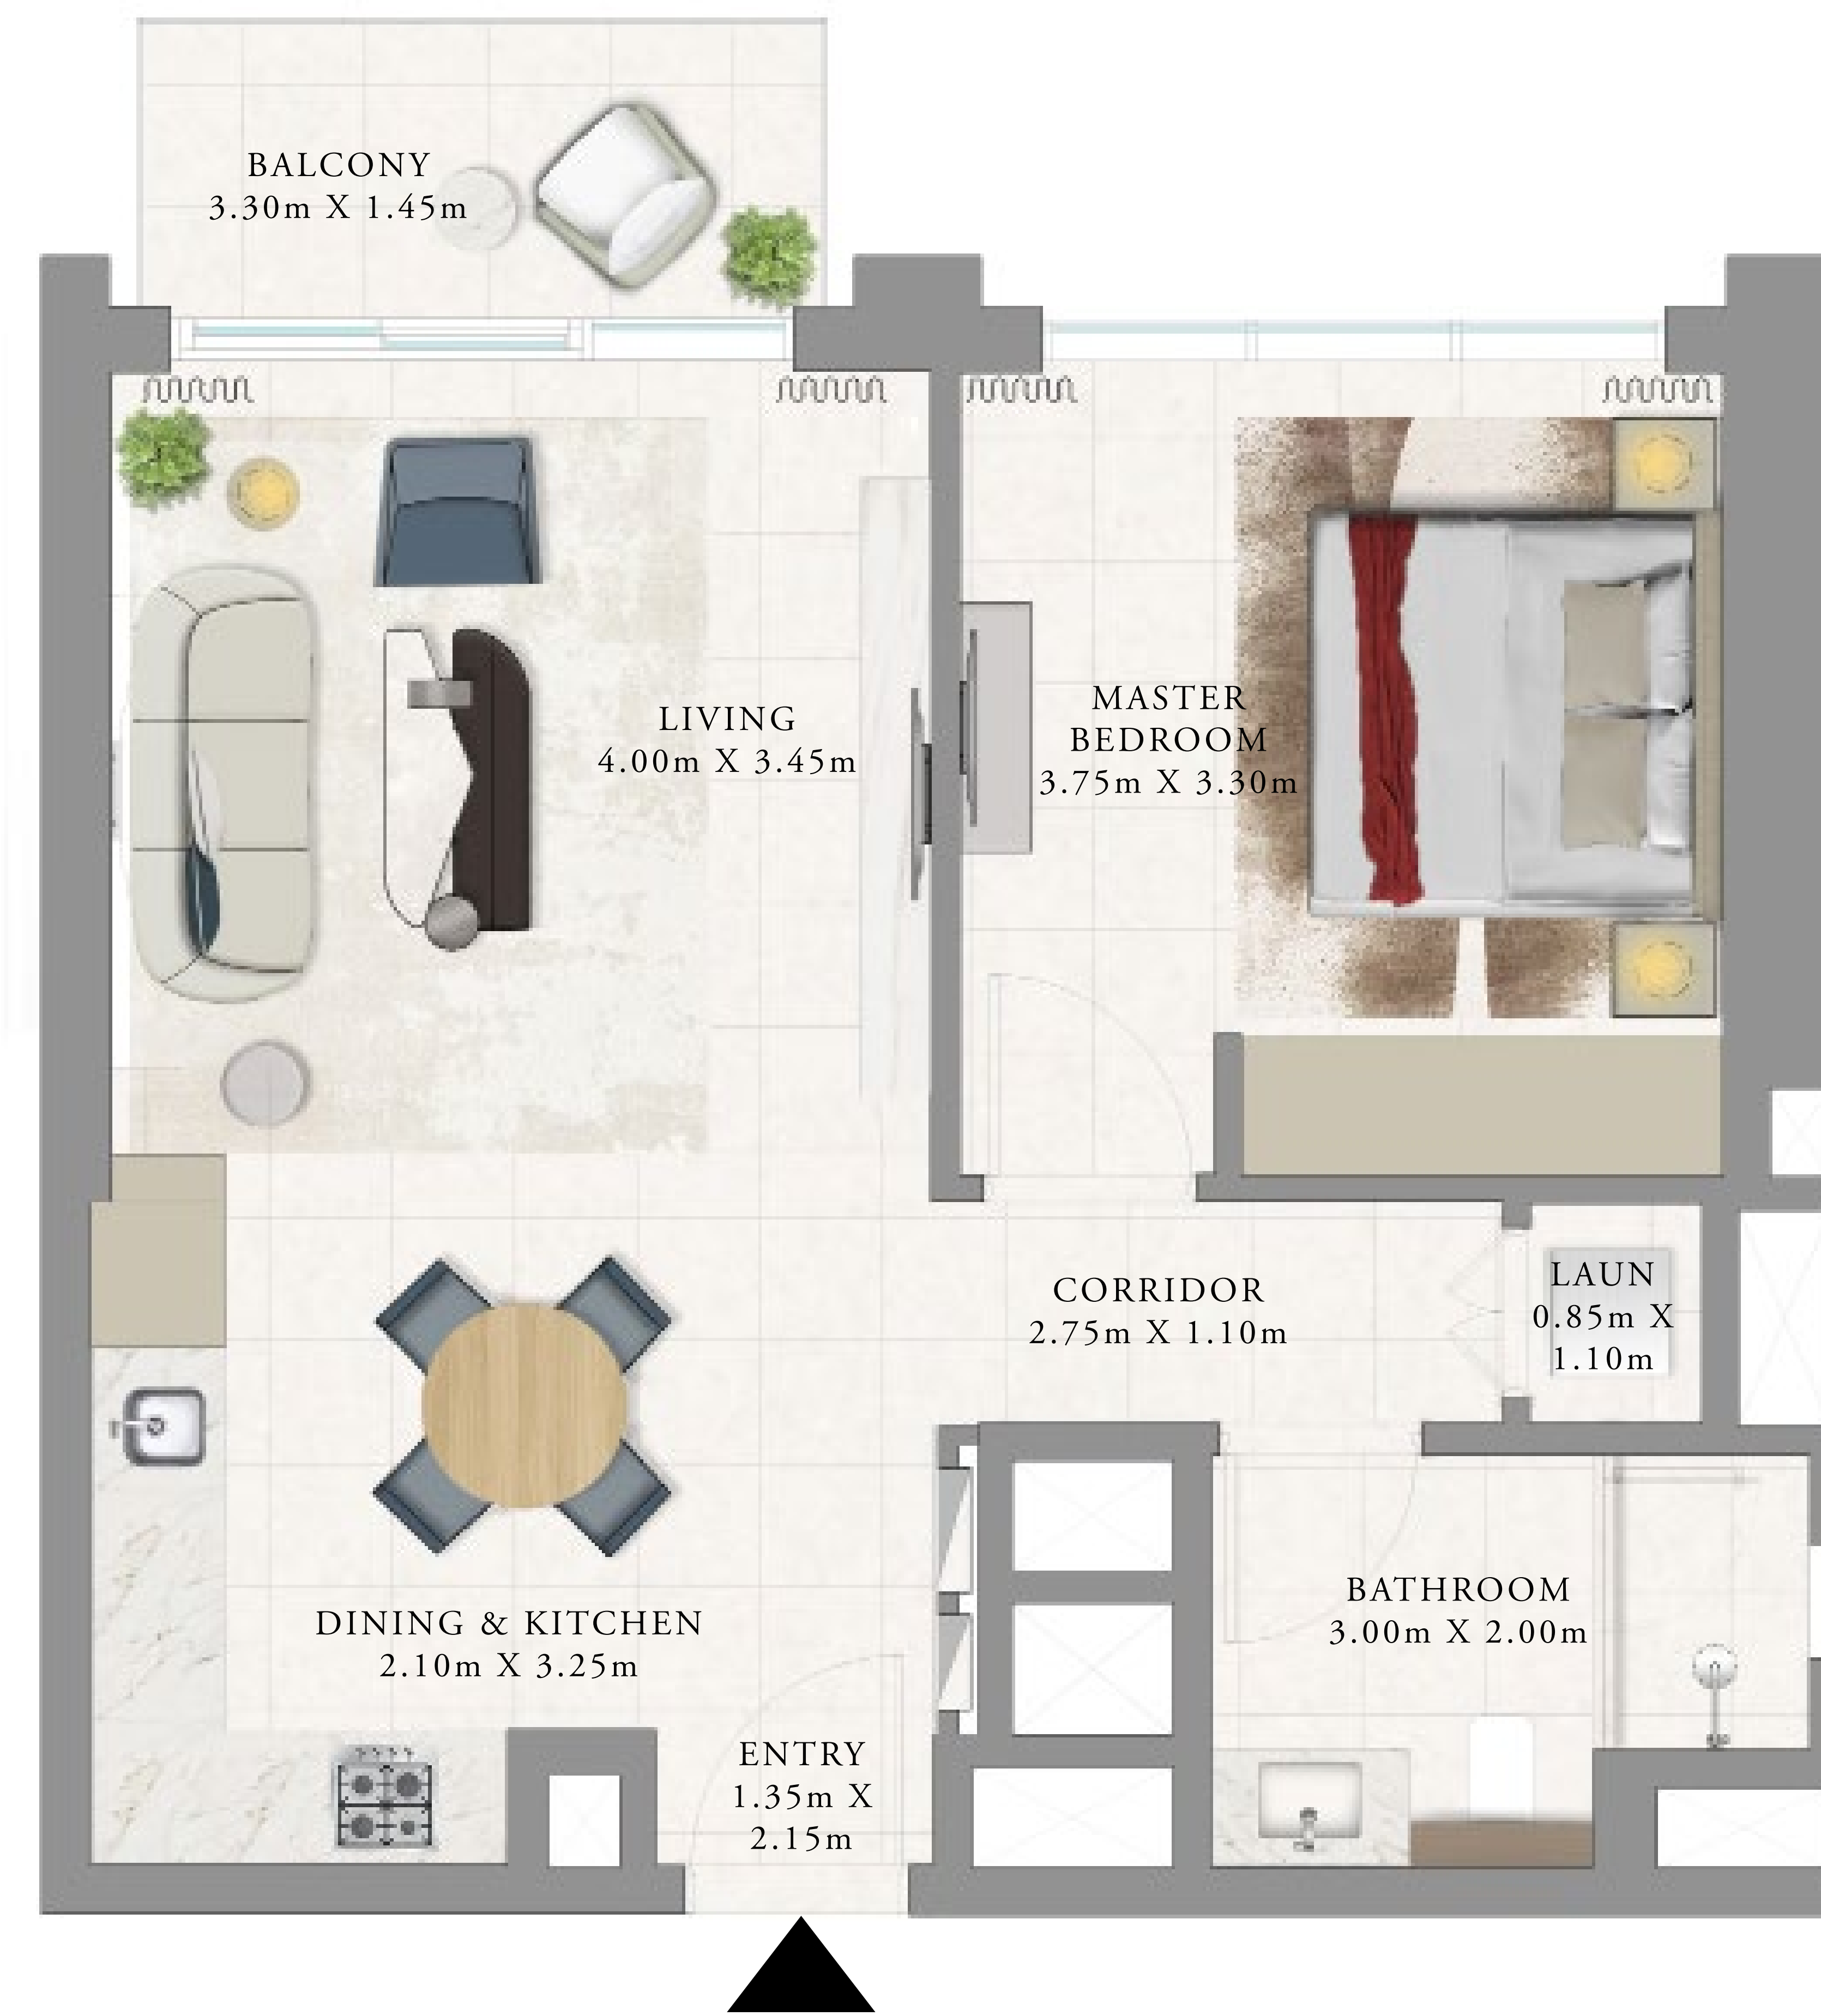 BALCONY
3.30m X 1.45m
LIVING
4.00m X 3.45m
MASTER
BEDROOM
3.75m X 3.30m
CORRIDOR
2.75m X 1.10m
LAUN
0.85m X
1.10m
BATHROOM
3.00m X 2.00m
DINING & KITCHEN
2.10m X 3.25m
ENTRY
1.35m X
2.15m